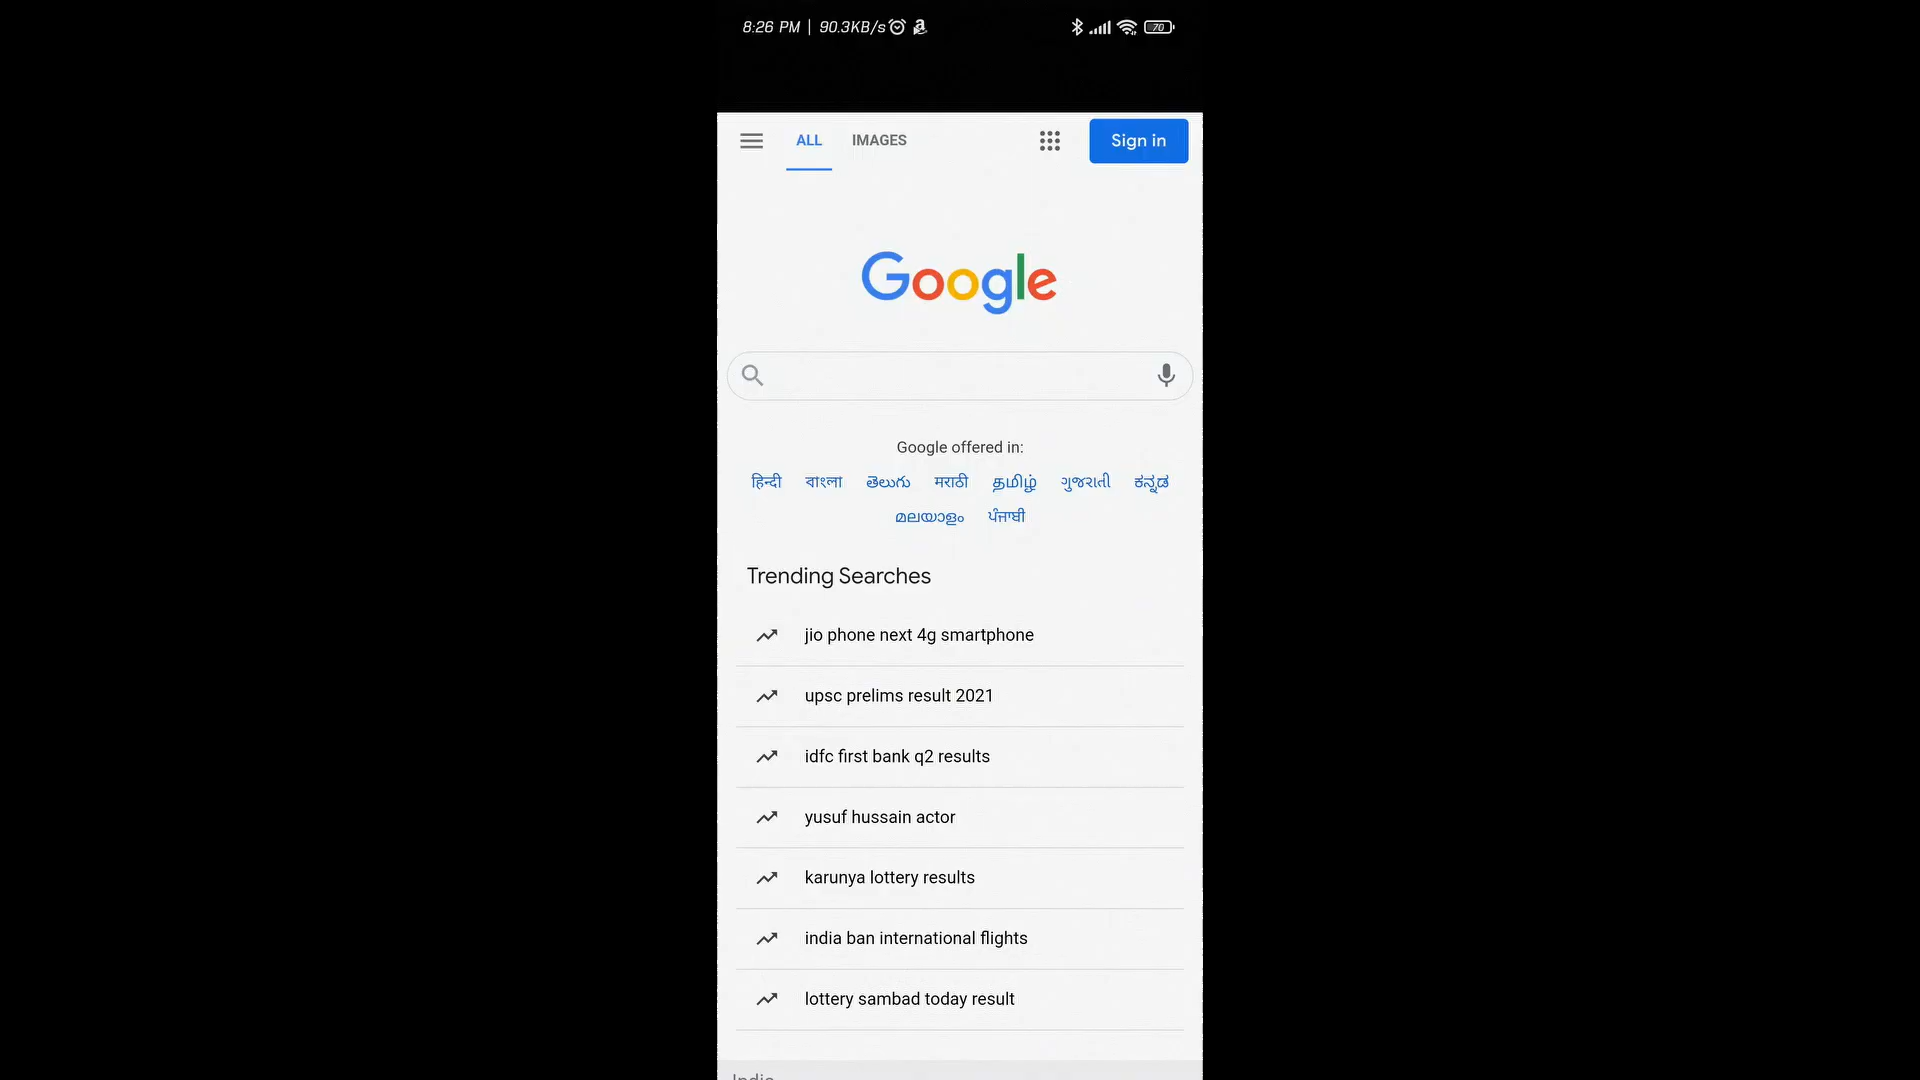 8:26 PM | 90.3KB/s 70
ALL IMAGES Sign in
Google
Google offered in:
हिन्दी বাংলা తెలుగు मराठी தமிழ் ગુજરાતી ಕನ್ನಡ
മലയാളം ਪੰਜਾਬੀ
Trending Searches
jio phone next 4g smartphone
upsc prelims result 2021
idfc first bank q2 results
yusuf hussain actor
karunya lottery results
india ban international flights
lottery sambad today result
India